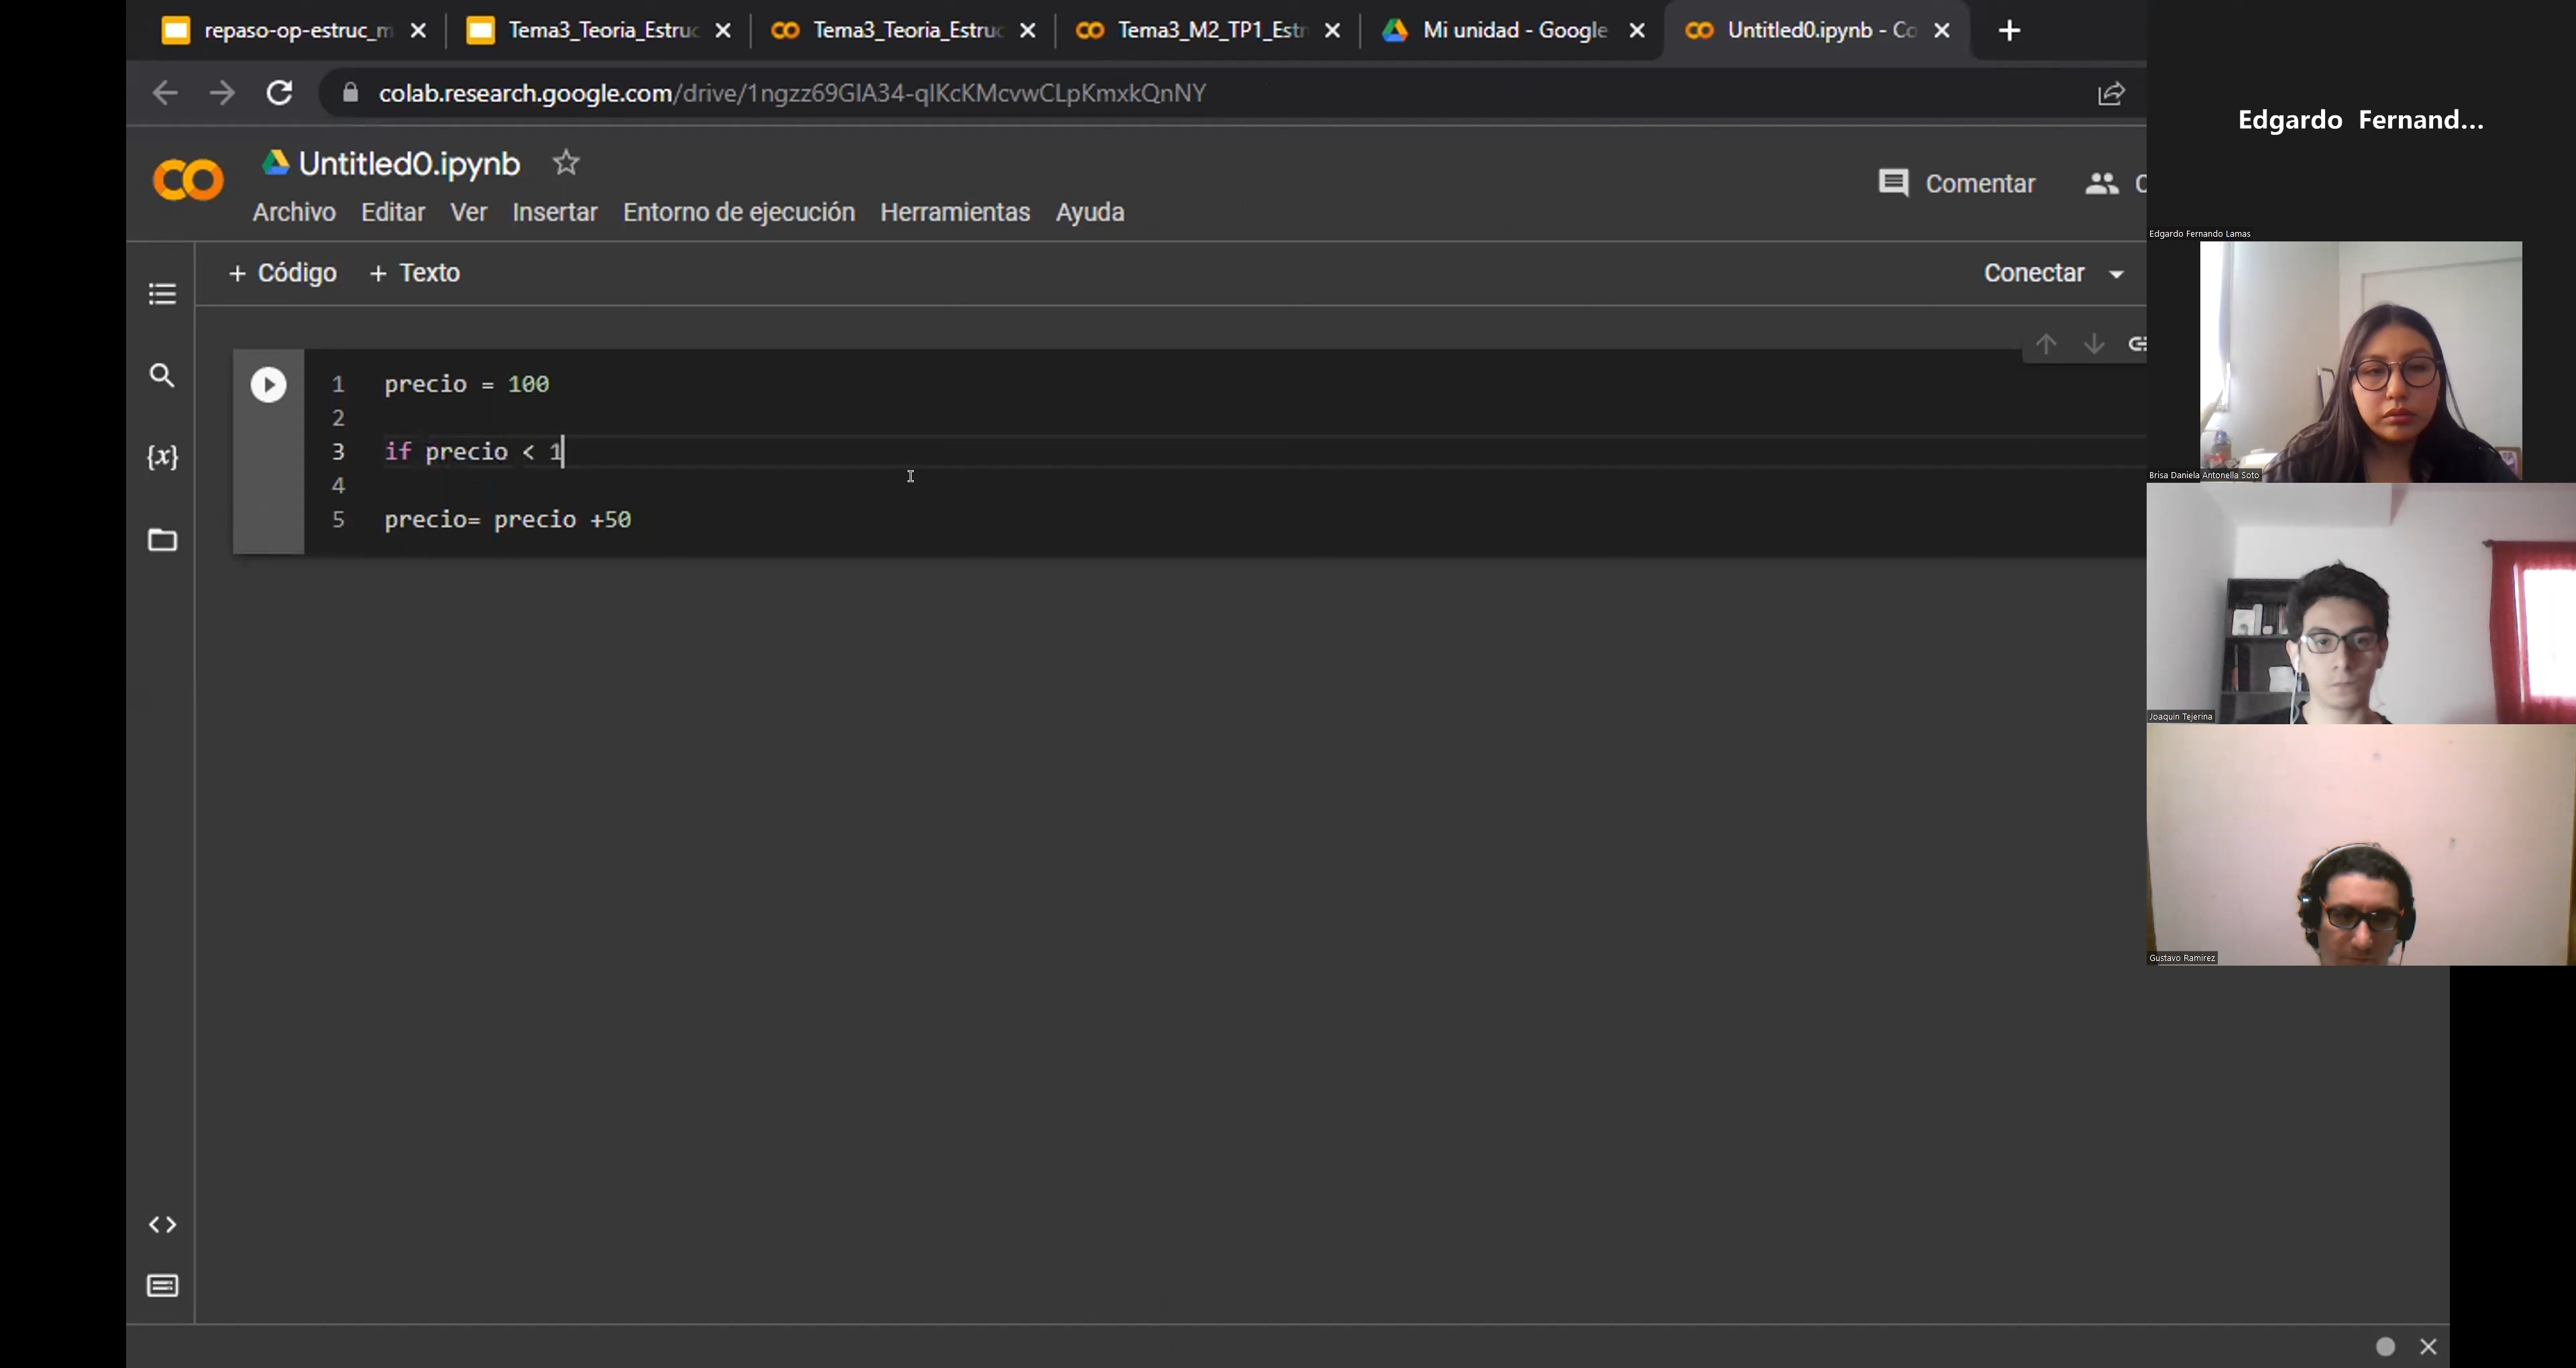 repaso-op-estruc_m
Tema3_Teoria_Estruc
Tema3_Teoria_Estruc
Tema3_M2_TP1_Estr
Mi unidad - Google
Untitled0.ipynb - Co
colab.research.google.com/drive/1ngzz69GIA34-qIKcKMcvwCLpKmxkQnNY
Untitled0.ipynb
Comentar
C
Archivo Editar Ver Insertar Entorno de ejecución Herramientas Ayuda
+ Código + Texto
Conectar
{x}
1 precio = 100
2
3 if precio < 1
4
5 precio= precio +50
Edgardo Fernand...
Edgardo Fernando Lamas
Brisa Daniela Antonella Soto
Joaquin Tejerina
Gustavo Ramirez